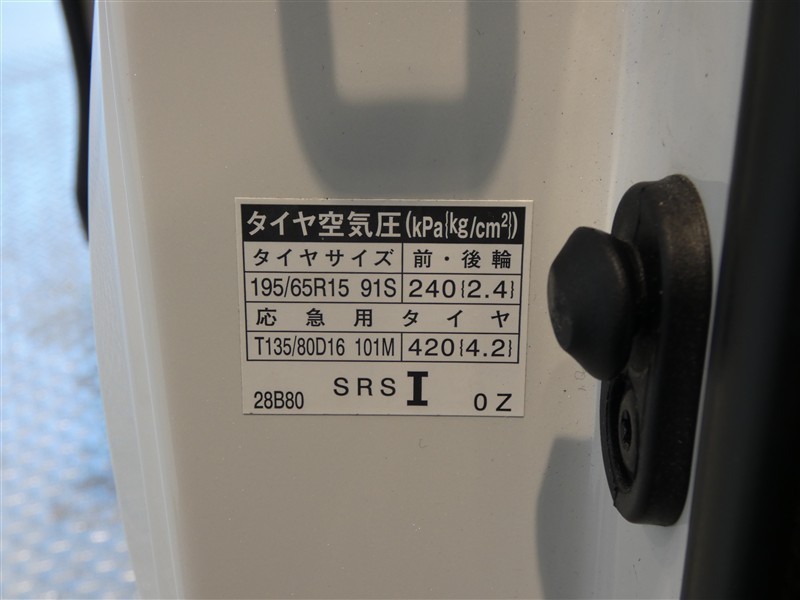 タイヤ空気圧(kPa{kg/cm²})
タイヤサイズ 前・後輪
195/65R15 91S 240{2.4}
応急用タイヤ
T135/80D16 101M 420{4.2}
28B80 SRS I 0Z